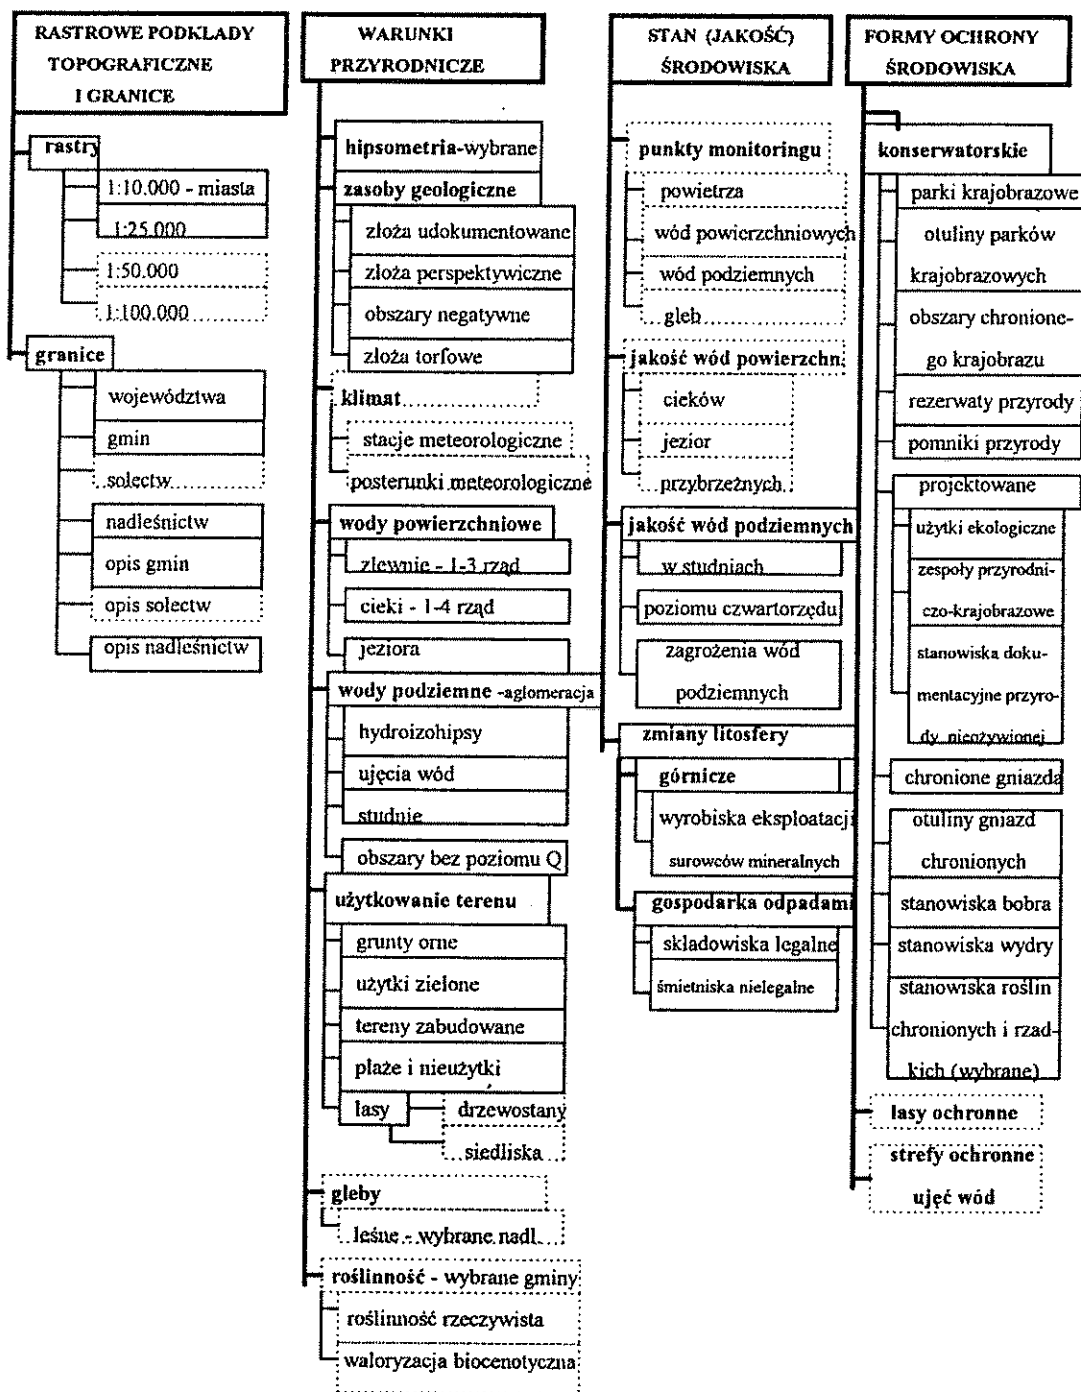 RASTROWE PODKŁADY
TOPOGRAFICZNE
I GRANICE
rastry
1:10.000 - miasta
1:25.000
1:50.000
1:100.000
granice
województwa
gmin
sołectw
nadleśnictw
opis gmin
opis sołectw
opis nadleśnictw
WARUNKI
PRZYRODNICZE
hipsometria-wybrane
zasoby geologiczne
złoża udokumentowane
złoża perspektywiczne
obszary negatywne
złoża torfowe
klimat
stacje meteorologiczne
posterunki meteorologiczne
wody powierzchniowe
zlewnie - 1-3 rząd
cieki - 1-4 rząd
jeziora
wody podziemne -aglomeracja
hydroizohipsy
ujęcia wód
studnie
obszary bez poziomu Q
użytkowanie terenu
grunty orne
użytki zielone
tereny zabudowane
plaże i nieużytki
lasy
drzewostany
siedliska
gleby
leśne - wybrane nadl.
roślinność - wybrane gminy
roślinność rzeczywista
waloryzacja biocenotyczna
STAN (JAKOŚĆ)
ŚRODOWISKA
punkty monitoringu
powietrza
wód powierzchniowych
wód podziemnych
gleb
jakość wód powierzchn.
cieków
jezior
przybrzeżnych
jakość wód podziemnych
w studniach
poziomu czwartorzędu
zagrożenia wód
podziemnych
zmiany litosfery
górnicze
wyrobiska eksploatacji
surowców mineralnych
gospodarka odpadami
składowiska legalne
śmietniska nielegalne
FORMY OCHRONY
ŚRODOWISKA
konserwatorskie
parki krajobrazowe
otuliny parków
krajobrazowych
obszary chronione-
go krajobrazu
rezerwaty przyrody
pomniki przyrody
projektowane
użytki ekologiczne
zespoły przyrodni-
czo-krajobrazowe
stanowiska doku-
mentacyjne przyro-
dy nieożywionej
chronione gniazda
otuliny gniazd
chronionych
stanowiska bobra
stanowiska wydry
stanowiska roślin
chronionych i rzad-
kich (wybrane)
lasy ochronne
strefy ochronne
ujęć wód